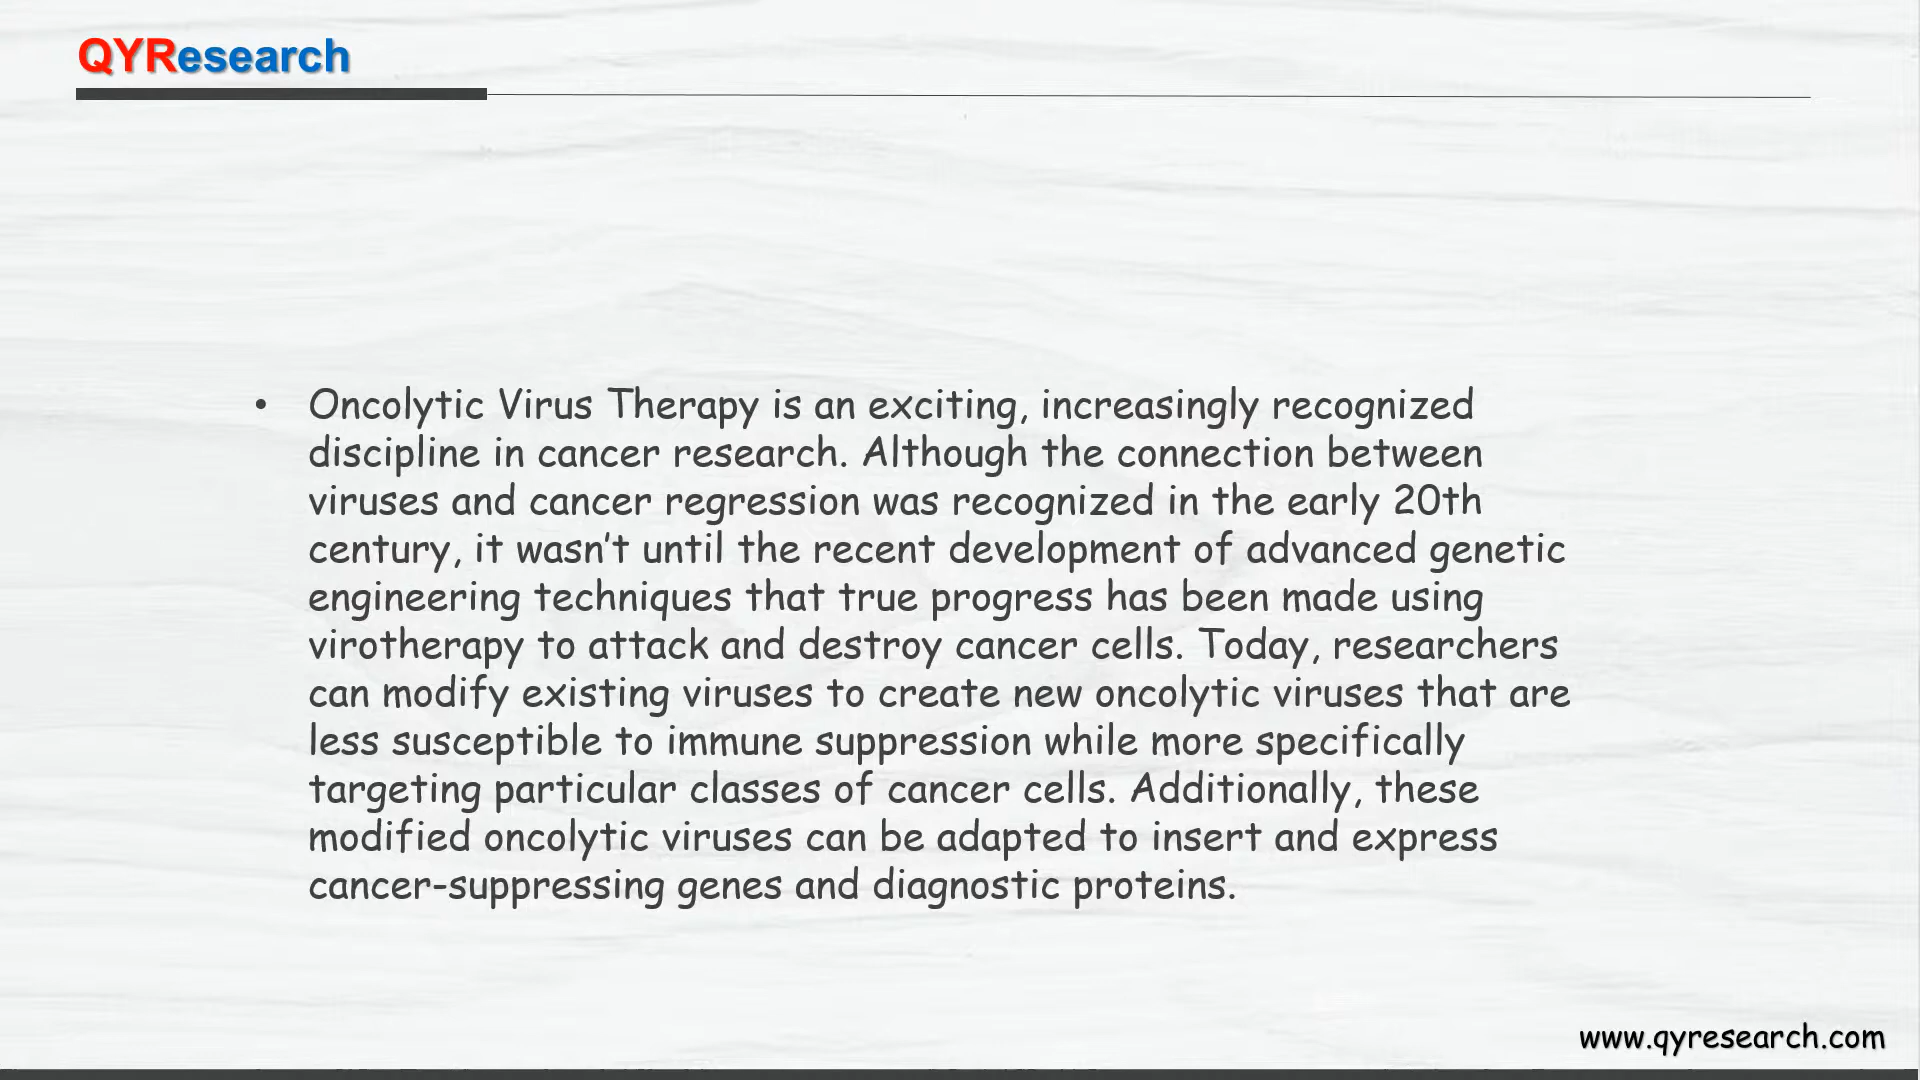 QYResearch
• Oncolytic Virus Therapy is an exciting, increasingly recognized
discipline in cancer research. Although the connection between
viruses and cancer regression was recognized in the early 20th
century, it wasn’t until the recent development of advanced genetic
engineering techniques that true progress has been made using
virotherapy to attack and destroy cancer cells. Today, researchers
can modify existing viruses to create new oncolytic viruses that are
less susceptible to immune suppression while more specifically
targeting particular classes of cancer cells. Additionally, these
modified oncolytic viruses can be adapted to insert and express
cancer-suppressing genes and diagnostic proteins.
www.qyresearch.com